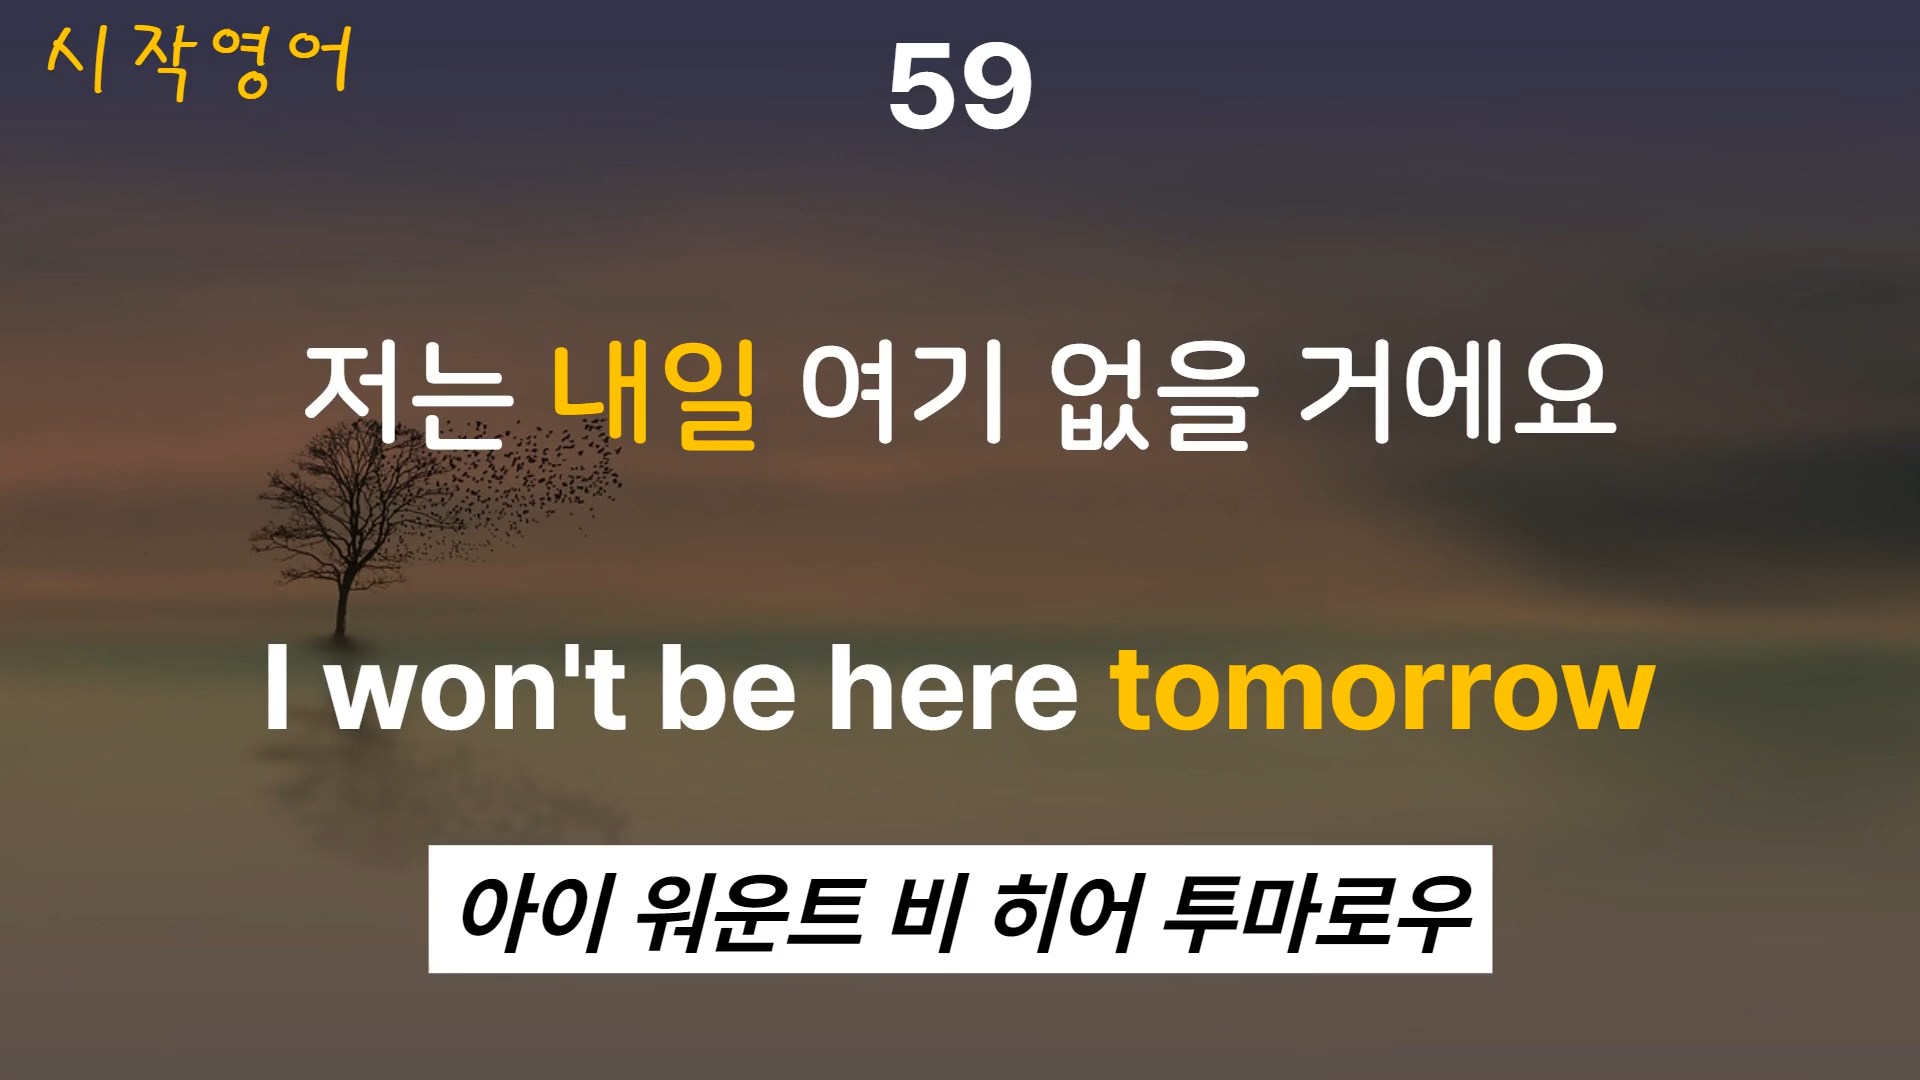 시작영어
59
저는 내일 여기 없을 거에요
I won't be here tomorrow
아이 워운트 비 히어 투마로우